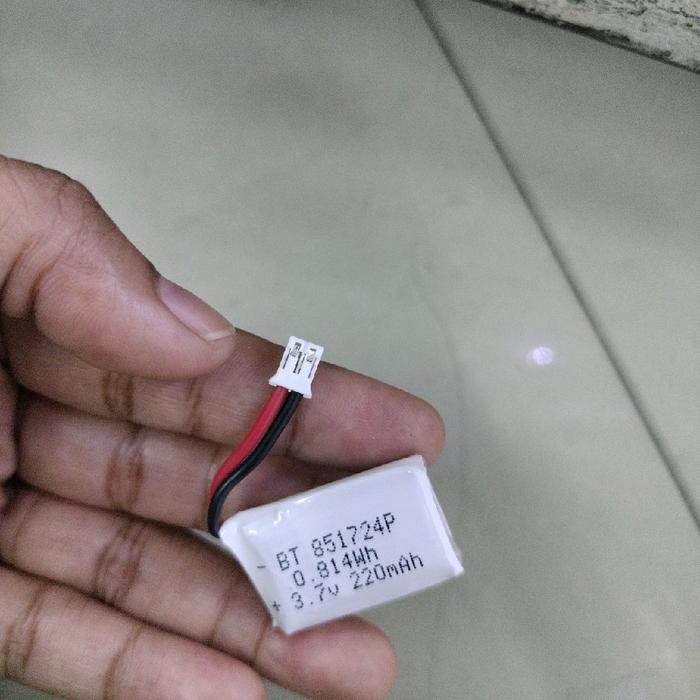 - BT 851724P
0.814Wh
+ 3.7v 220mAh